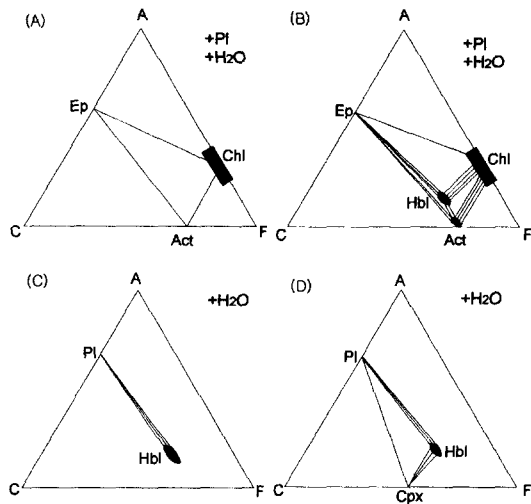 (A)
A
+Pl
+H2O
Ep
Chl
C
Act
F
(B)
A
+Pl
+H2O
Ep
Chl
Hbl
C
Act
F
(C)
A
+H2O
Pl
Hbl
C
F
(D)
A
+H2O
Pl
Hbl
C
Cpx
F